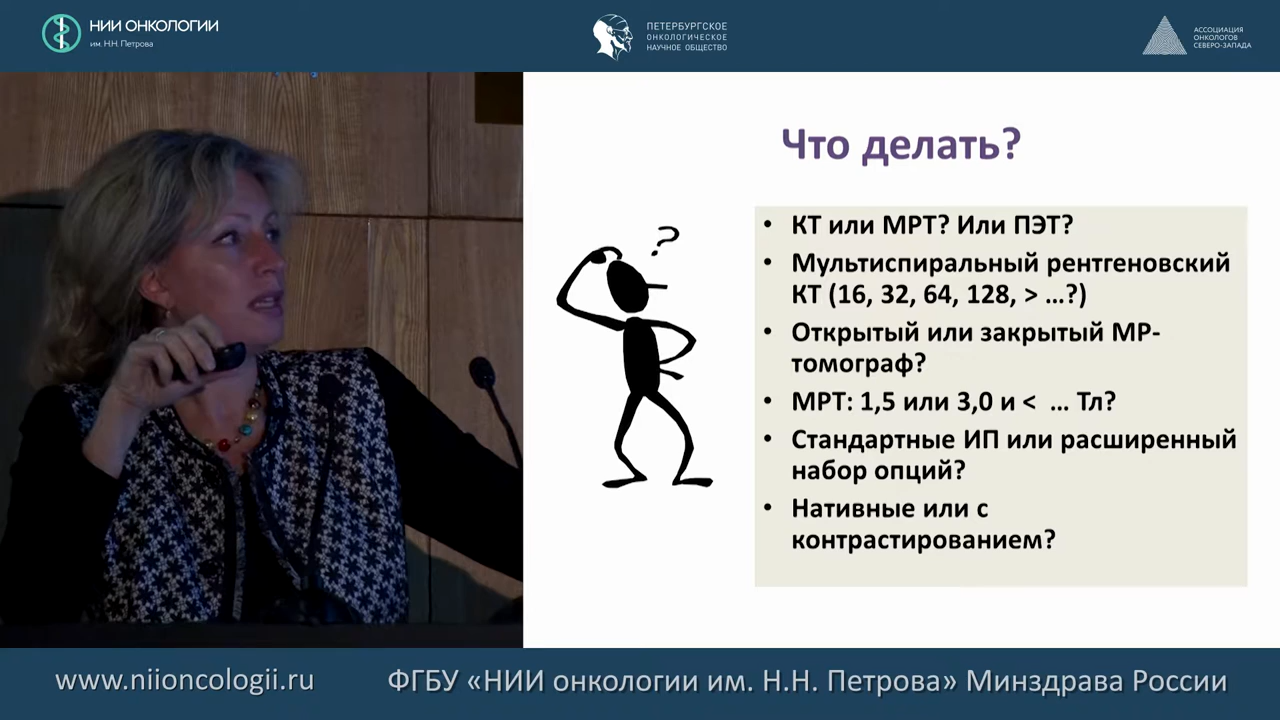 НИИ ОНКОЛОГИИ
им. Н.Н. Петрова
ПЕТЕРБУРГСКОЕ
ОНКОЛОГИЧЕСКОЕ
НАУЧНОЕ ОБЩЕСТВО
АССОЦИАЦИЯ
ОНКОЛОГОВ
СЕВЕРО-ЗАПАДА
Что делать?
?
• КТ или МРТ? Или ПЭТ?
• Мультиспиральный рентгеновский
КТ (16, 32, 64, 128, > ...?)
• Открытый или закрытый МР-
томограф?
• МРТ: 1,5 или 3,0 и < ... Тл?
• Стандартные ИП или расширенный
набор опций?
• Нативные или с
контрастированием?
www.niioncologii.ru
ФГБУ «НИИ онкологии им. Н.Н. Петрова» Минздрава России